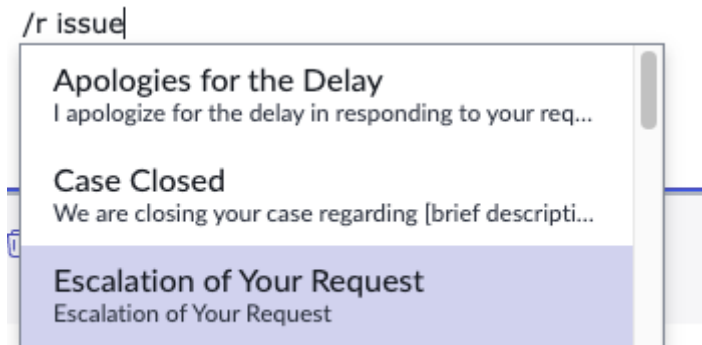 /r issue
Apologies for the Delay
I apologize for the delay in responding to your req...
Case Closed
We are closing your case regarding [brief descripti...
Escalation of Your Request
Escalation of Your Request